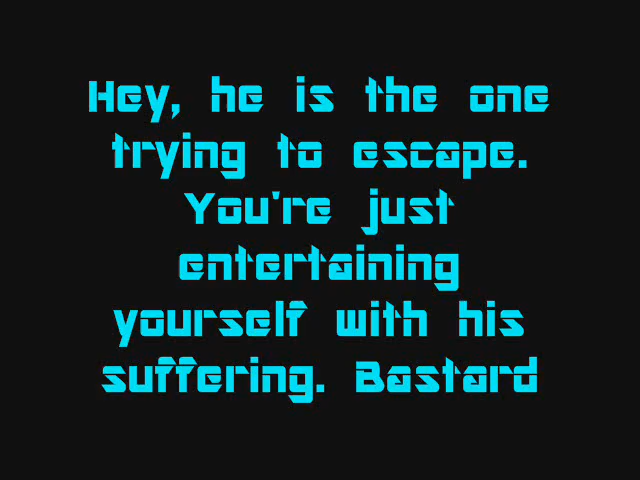 Hey, he is the one
trying to escape.
You're just
entertaining
yourself with his
suffering. Bastard